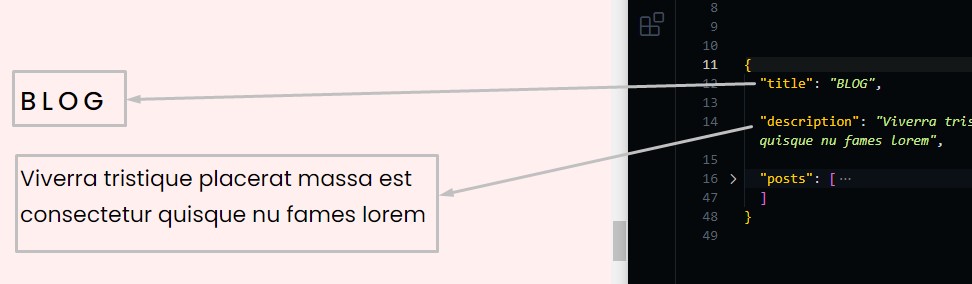 BLOG
Viverra tristique placerat massa est
consectetur quisque nu fames lorem
8
9
10
11 {
12 "title": "BLOG",
13
14 "description": "Viverra tris
quisque nu fames lorem",
15
16 "posts": [ ···
47 ]
48 }
49